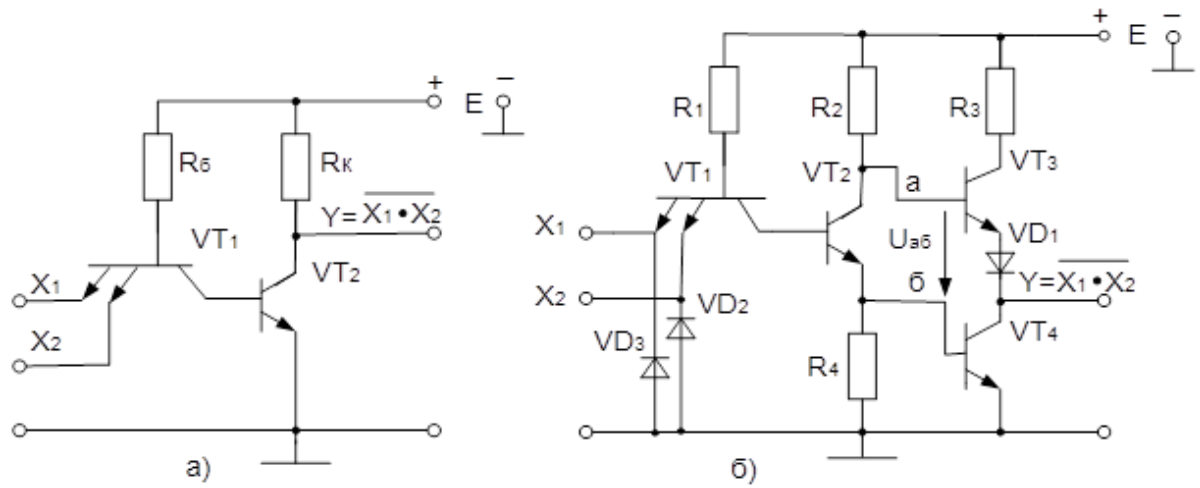 + E −
Rб
Rк
Y=X1•X2
VT1
VT2
X1
X2
а)
+ E −
R1
R2
R3
VT1
VT2
VT3
а
X1
Uаб
VD1
X2
VD2
б
Y=X1•X2
VD3
R4
VT4
б)